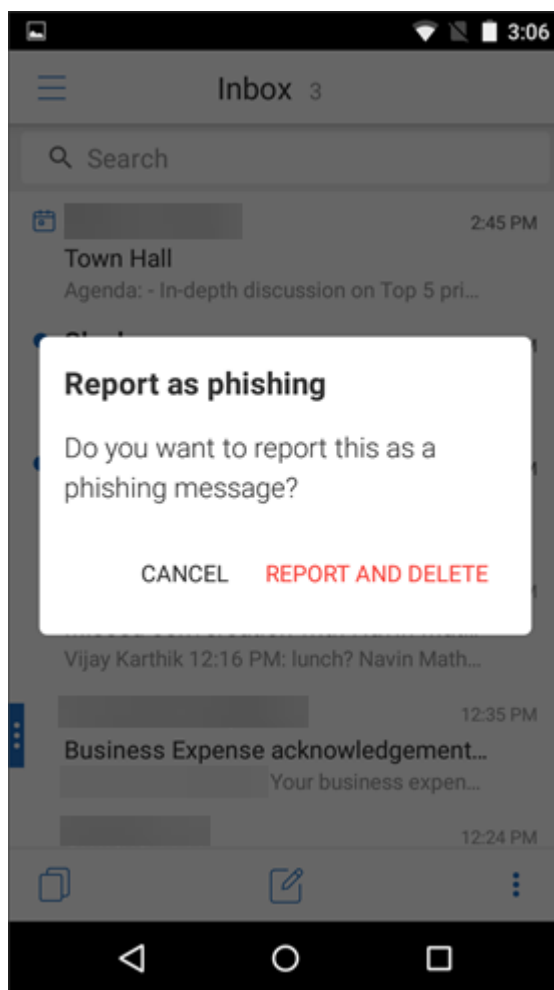 3:06
Inbox 3
Search
2:45 PM
Town Hall
Agenda: - In-depth discussion on Top 5 pri...
Report as phishing
Do you want to report this as a
phishing message?
CANCEL REPORT AND DELETE
Vijay Karthik 12:16 PM: lunch? Navin Math...
12:35 PM
Business Expense acknowledgement...
Your business expen...
12:24 PM